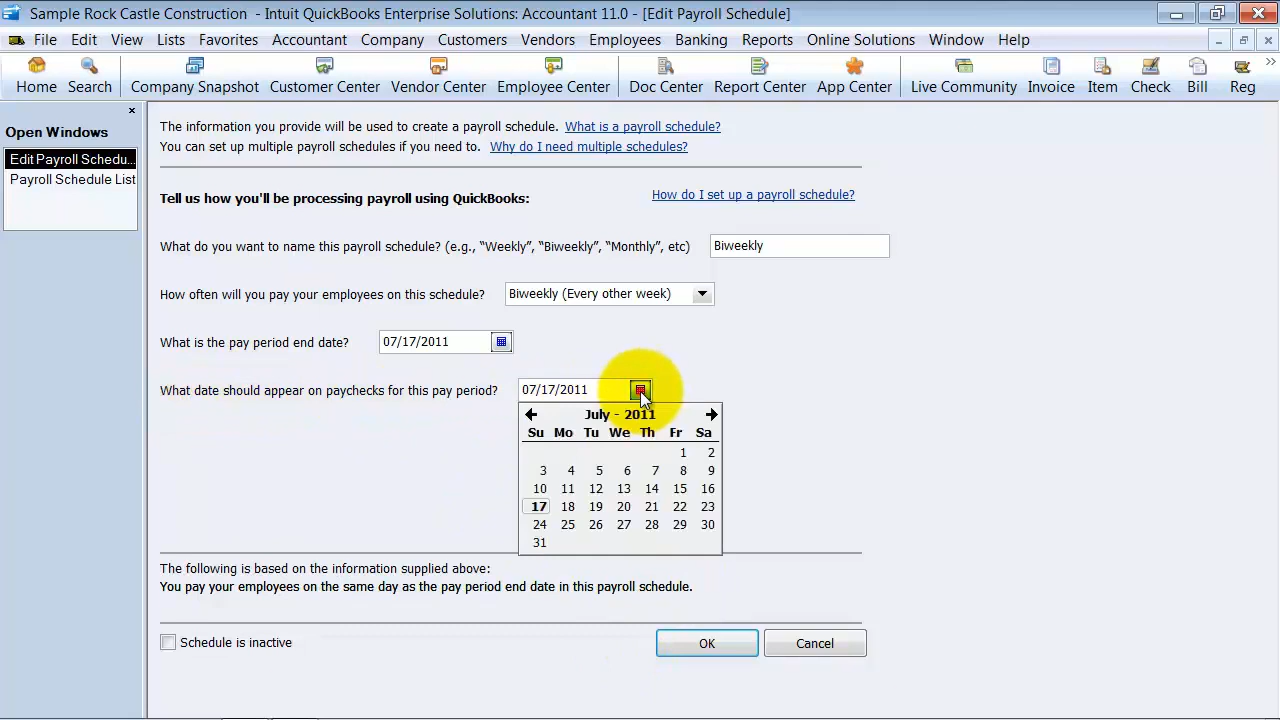 Sample Rock Castle Construction - Intuit QuickBooks Enterprise Solutions: Accountant 11.0 - [Edit Payroll Schedule]
File Edit View Lists Favorites Accountant Company Customers Vendors Employees Banking Reports Online Solutions Window Help
Home Search Company Snapshot Customer Center Vendor Center Employee Center Doc Center Report Center App Center Live Community Invoice Item Check Bill Reg
Open Windows
Edit Payroll Schedu...
Payroll Schedule List
The information you provide will be used to create a payroll schedule. What is a payroll schedule?
You can set up multiple payroll schedules if you need to. Why do I need multiple schedules?
Tell us how you'll be processing payroll using QuickBooks: How do I set up a payroll schedule?
What do you want to name this payroll schedule? (e.g., “Weekly”, “Biweekly”, “Monthly”, etc) Biweekly
How often will you pay your employees on this schedule? Biweekly (Every other week)
What is the pay period end date? 07/17/2011
What date should appear on paychecks for this pay period? 07/17/2011
July - 2011
Su Mo Tu We Th Fr Sa
1 2
3 4 5 6 7 8 9
10 11 12 13 14 15 16
17 18 19 20 21 22 23
24 25 26 27 28 29 30
31
The following is based on the information supplied above:
You pay your employees on the same day as the pay period end date in this payroll schedule.
Schedule is inactive OK Cancel